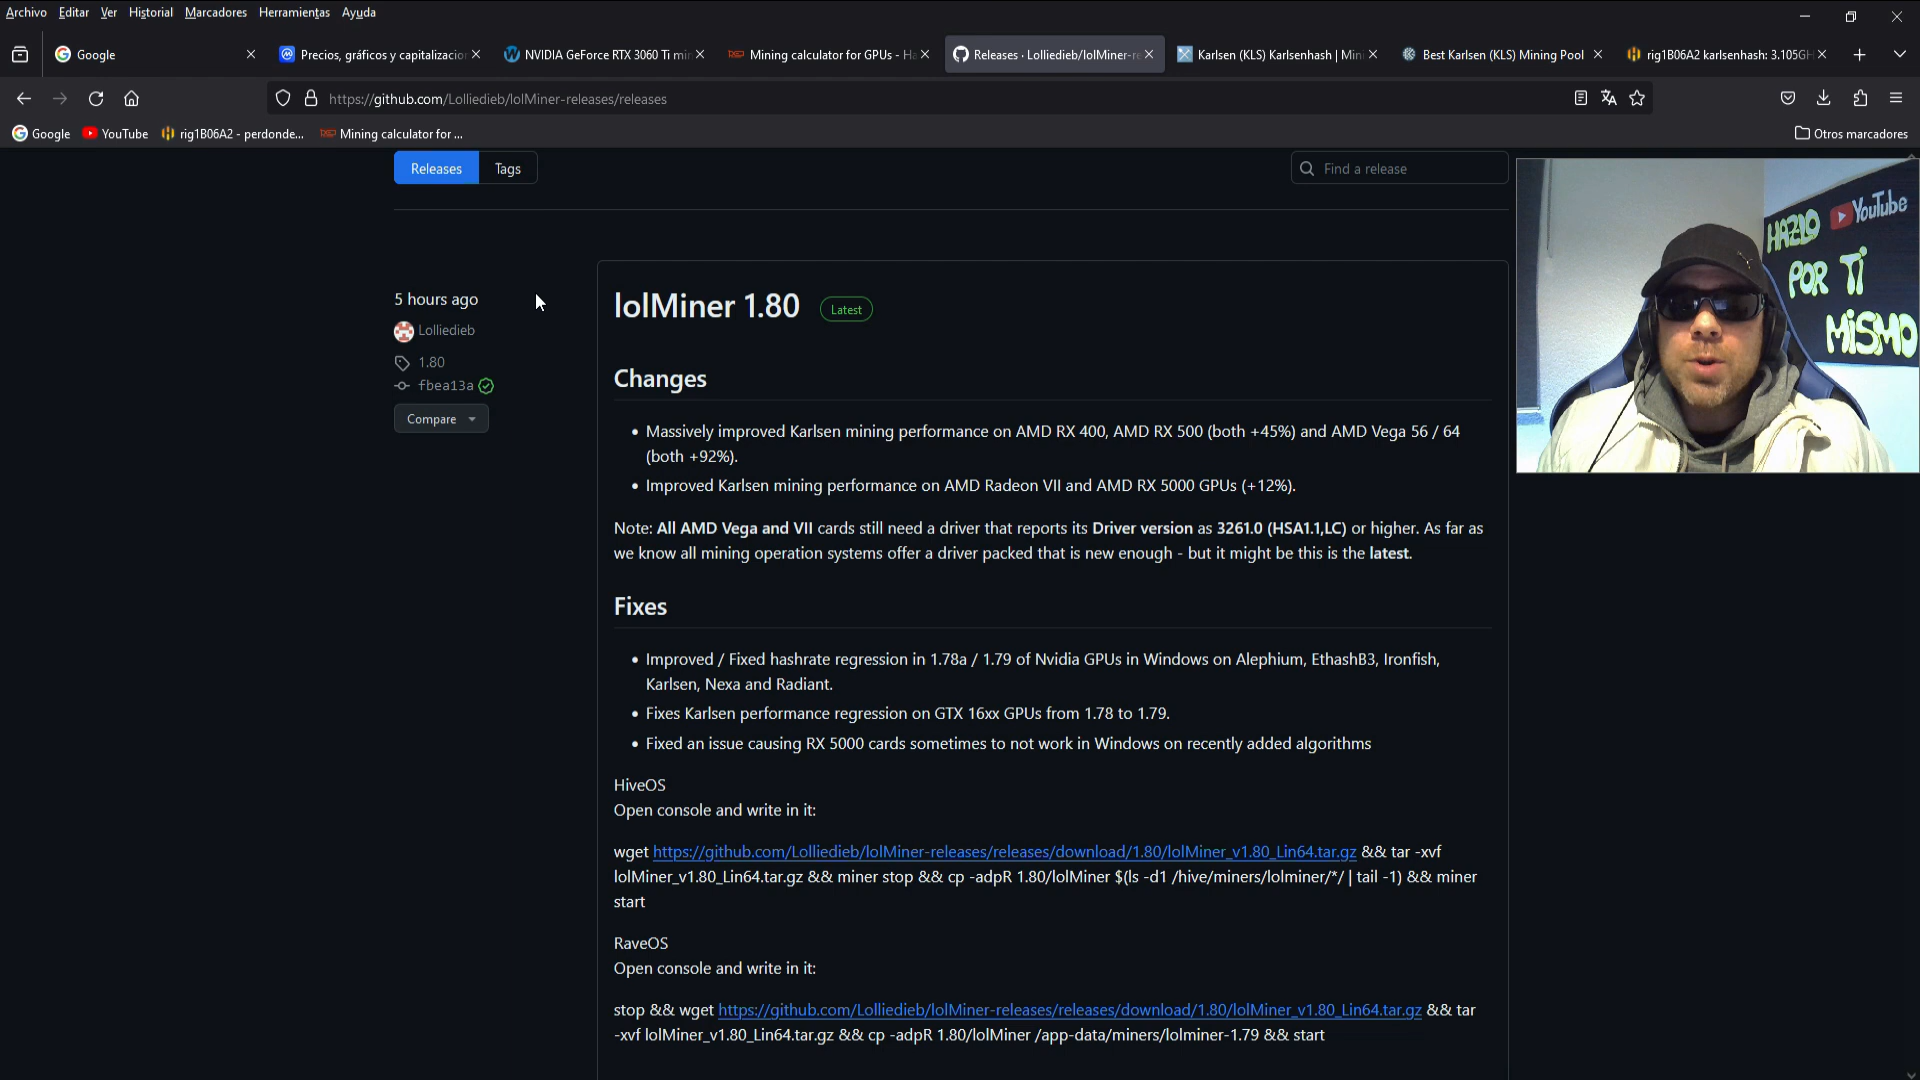 Archivo Editar Ver Historial Marcadores Herramientas Ayuda
Google
Precios, gráficos y capitalizacio
NVIDIA GeForce RTX 3060 Ti mi
Mining calculator for GPUs - Ha
Releases · Lolliedieb/lolMiner-re
Karlsen (KLS) Karlsenhash | Min
Best Karlsen (KLS) Mining Pool
rig1B06A2 karlsenhash: 3.105GH
https://github.com/Lolliedieb/lolMiner-releases/releases
Google YouTube rig1B06A2 - perdonde... Mining calculator for ... Otros marcadores
Releases Tags
Find a release
HAZLO
YouTube
POR Ti
MiSMO
5 hours ago
Lolliedieb
1.80
fbea13a
Compare
lolMiner 1.80 Latest
Changes
• Massively improved Karlsen mining performance on AMD RX 400, AMD RX 500 (both +45%) and AMD Vega 56 / 64
(both +92%).
• Improved Karlsen mining performance on AMD Radeon VII and AMD RX 5000 GPUs (+12%).
Note: All AMD Vega and VII cards still need a driver that reports its Driver version as 3261.0 (HSA1.1,LC) or higher. As far as
we know all mining operation systems offer a driver packed that is new enough - but it might be this is the latest.
Fixes
• Improved / Fixed hashrate regression in 1.78a / 1.79 of Nvidia GPUs in Windows on Alephium, EthashB3, Ironfish,
Karlsen, Nexa and Radiant.
• Fixes Karlsen performance regression on GTX 16xx GPUs from 1.78 to 1.79.
• Fixed an issue causing RX 5000 cards sometimes to not work in Windows on recently added algorithms
HiveOS
Open console and write in it:
wget https://github.com/Lolliedieb/lolMiner-releases/releases/download/1.80/lolMiner_v1.80_Lin64.tar.gz && tar -xvf
lolMiner_v1.80_Lin64.tar.gz && miner stop && cp -adpR 1.80/lolMiner $(ls -d1 /hive/miners/lolminer/*/ | tail -1) && miner
start
RaveOS
Open console and write in it:
stop && wget https://github.com/Lolliedieb/lolMiner-releases/releases/download/1.80/lolMiner_v1.80_Lin64.tar.gz && tar
-xvf lolMiner_v1.80_Lin64.tar.gz && cp -adpR 1.80/lolMiner /app-data/miners/lolminer-1.79 && start